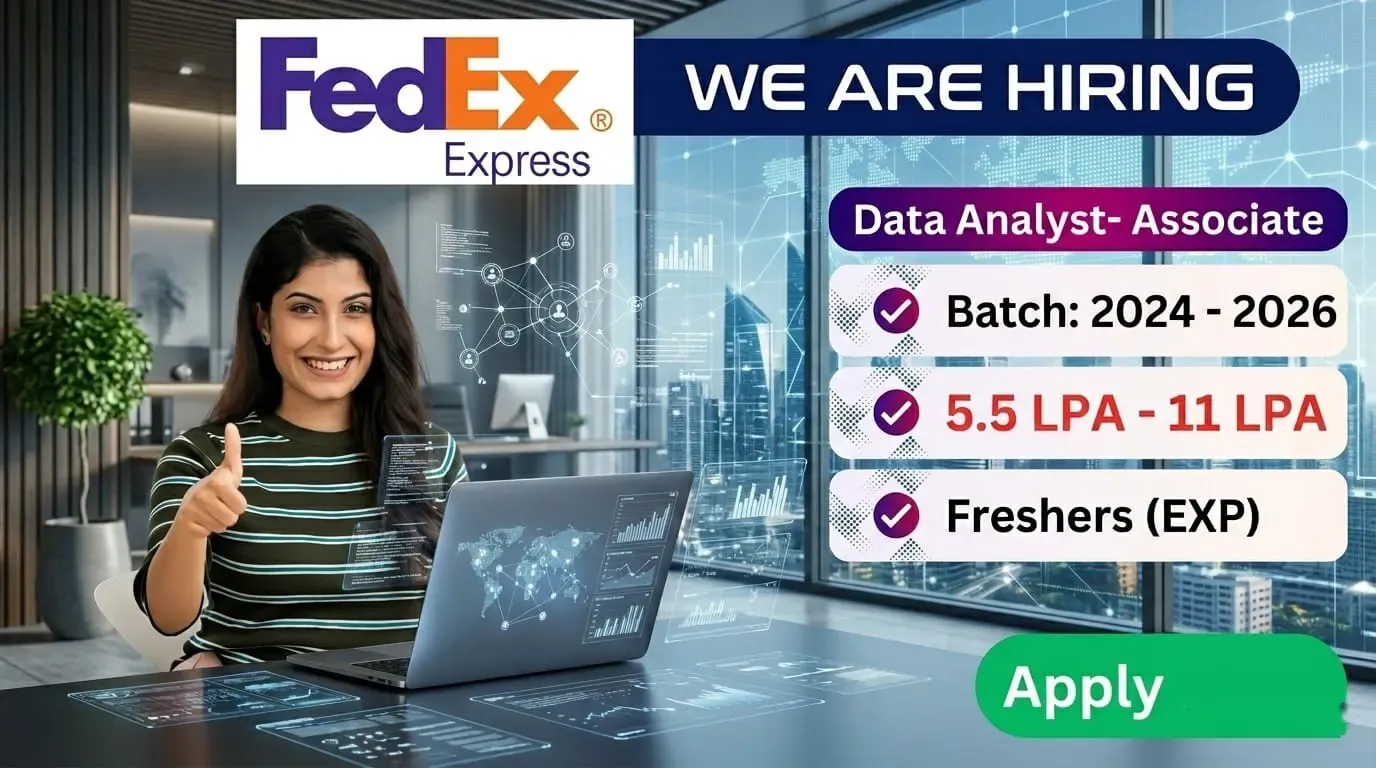 FedEx®
Express
WE ARE HIRING
Data Analyst- Associate
Batch: 2024 - 2026
5.5 LPA - 11 LPA
Freshers (EXP)
Apply